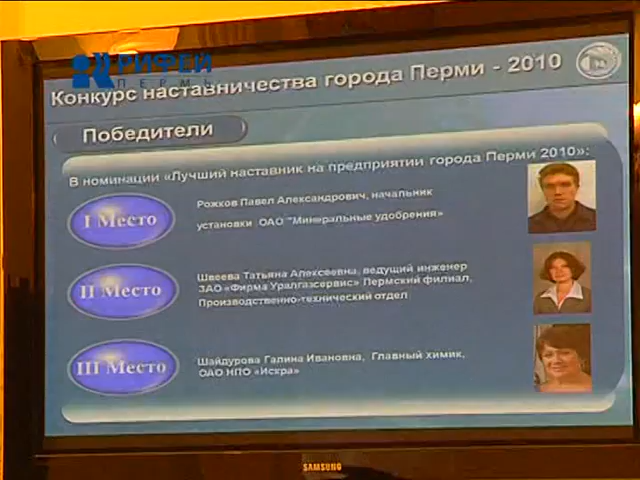 РИФЕЙ
ПЕРМЬ
Конкурс наставничества города Перми - 2010
Победители
В номинации «Лучший наставник на предприятии города Перми 2010»:
I Место
Рожков Павел Александрович, начальник
установки ОАО "Минеральные удобрения»
II Место
Швеева Татьяна Алексеевна, ведущий инженер
ЗАО «Фирма Уралгазсервис» Пермский филиал,
Производственно-технический отдел
III Место
Шайдурова Галина Ивановна, Главный химик,
ОАО НПО «Искра»
SAMSUNG